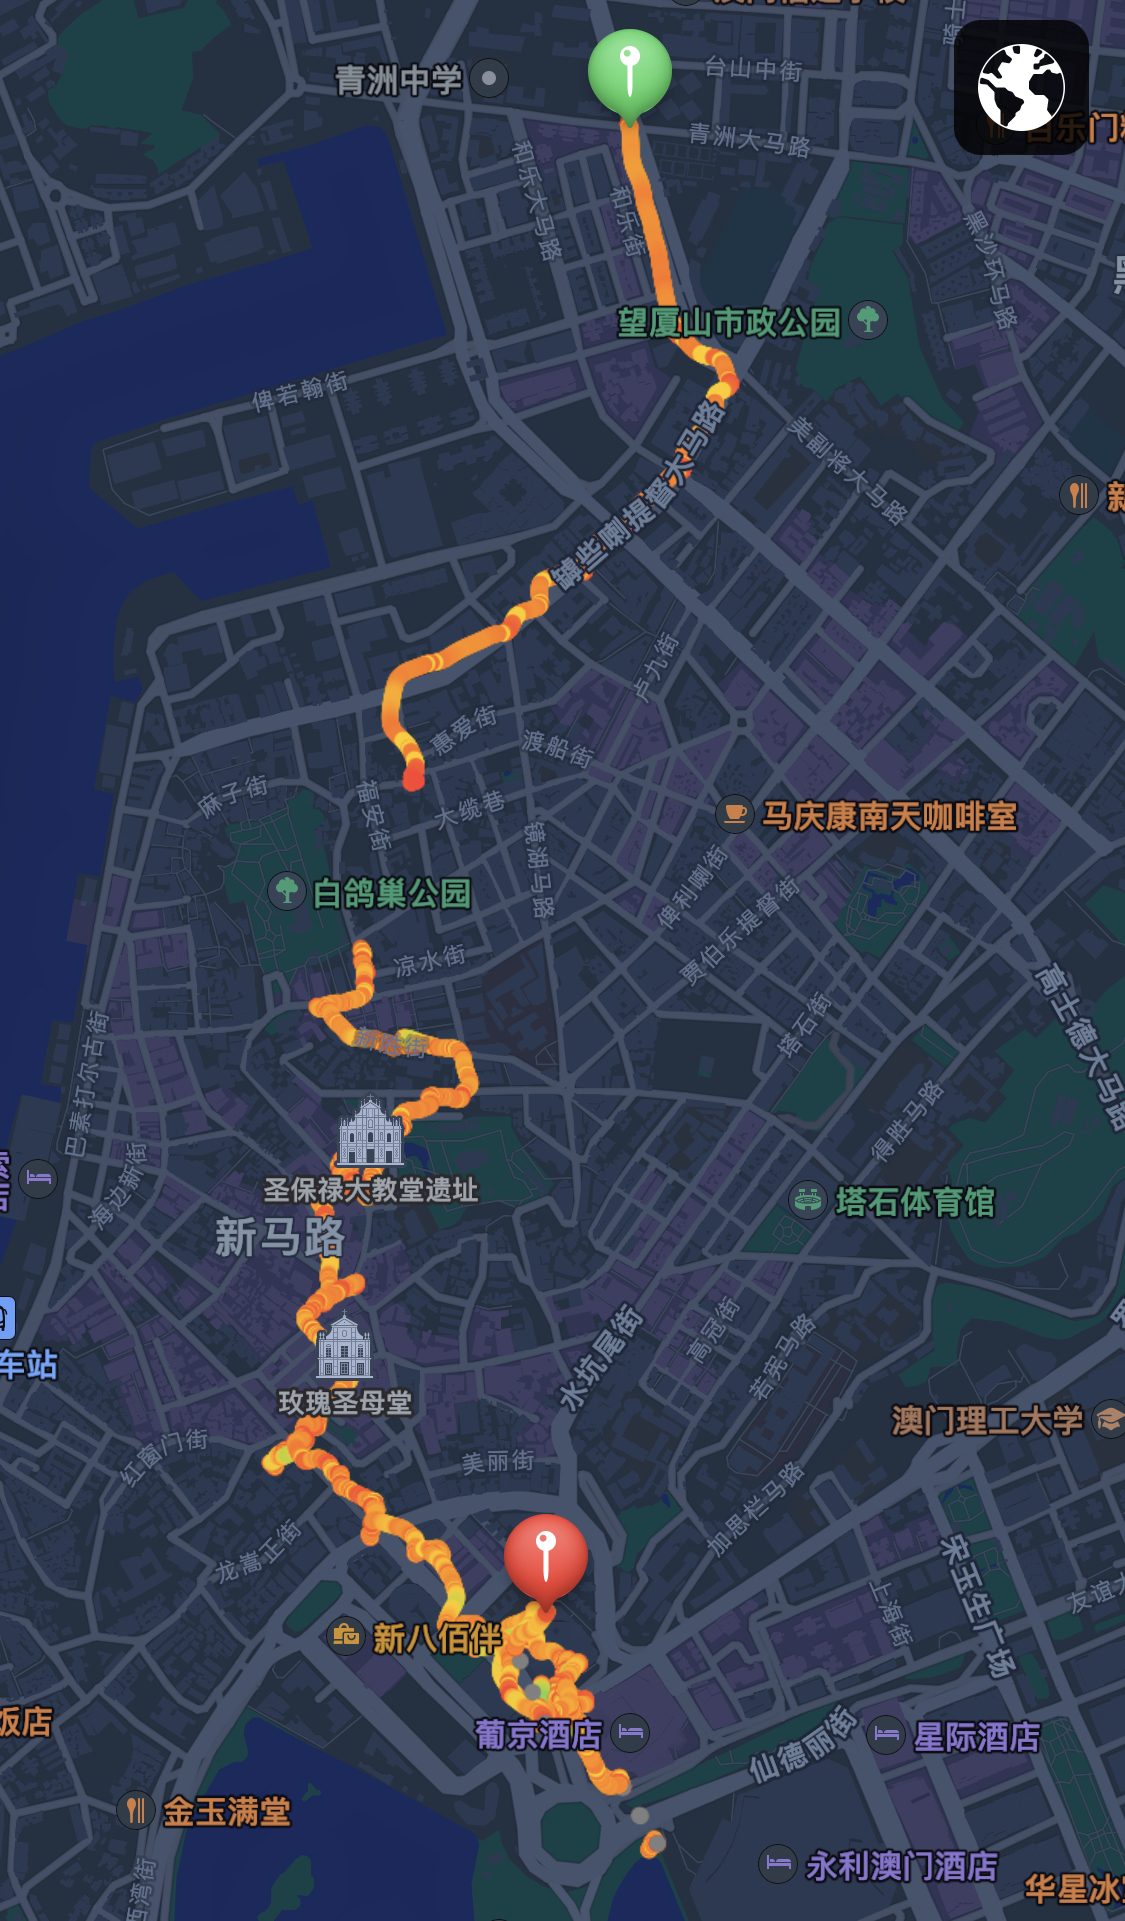 青洲中学
台山中街
青洲大马路
和乐大马路
和乐街
黑沙环马路
望厦山市政公园
俾若翰街
美副将大马路
罅些喇提督大马路
新
卢九街
惠爱街
渡船街
麻子街
福安街
大缆巷
马庆康南天咖啡室
镜湖马路
俾利喇街
白鸽巢公园
贾伯乐提督街
凉水街
高士德大马路
塔石街
巴素打尔古街
新胜街
得胜马路
海边新街
圣保禄大教堂遗址
塔石体育馆
新马路
高冠街
若宪马路
水坑尾街
车站
玫瑰圣母堂
澳门理工大学
红窗门街
美丽街
加思栏马路
龙嵩正街
宋玉生广场
上海街
友谊大
新八佰伴
饭店
葡京酒店
仙德丽街
星际酒店
金玉满堂
永利澳门酒店
华星冰室
西湾街